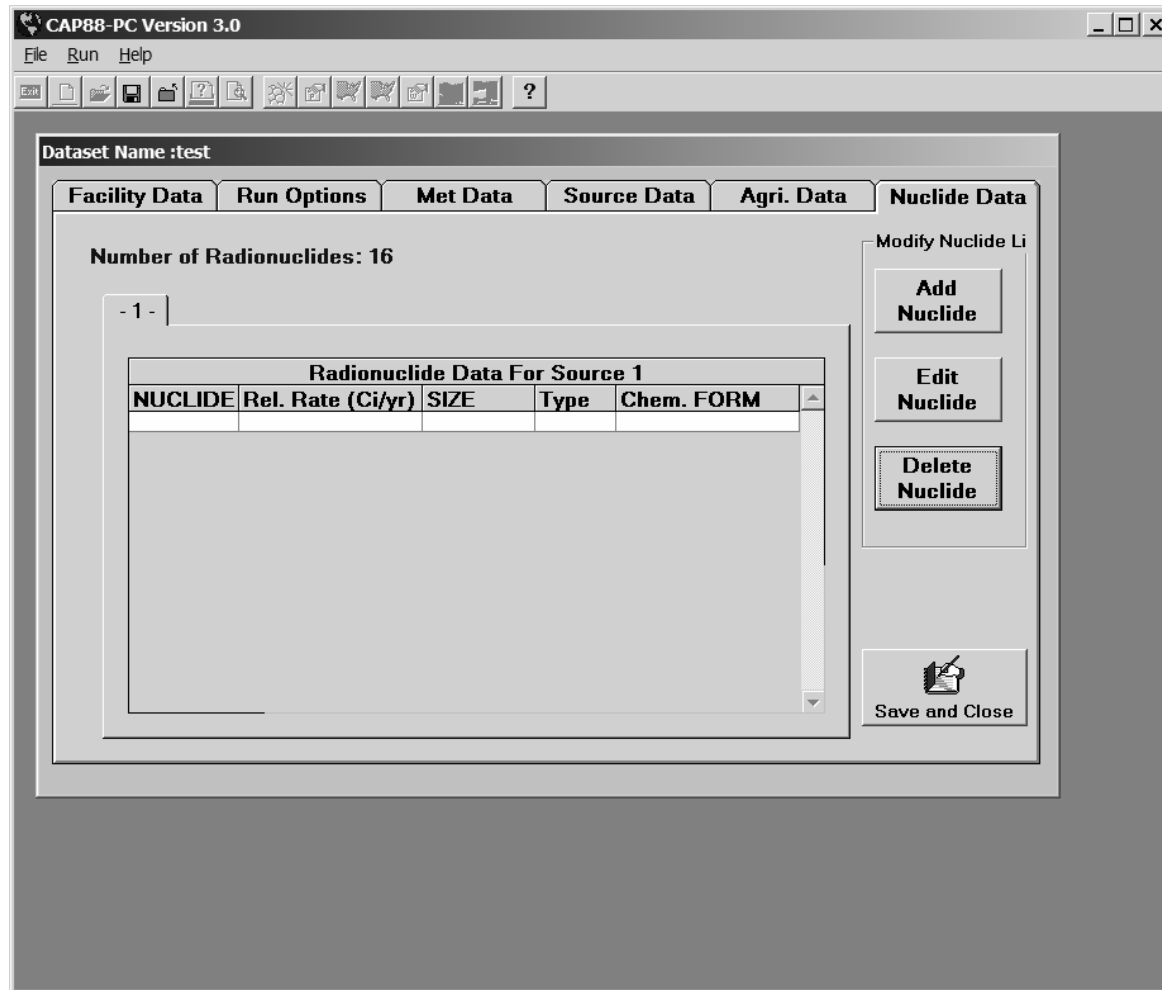 CAP88-PC Version 3.0
File Run Help
Exit ?
Dataset Name :test
Facility Data Run Options Met Data Source Data Agri. Data Nuclide Data
Number of Radionuclides: 16
Modify Nuclide Li
- 1 -
Add
Nuclide
Radionuclide Data For Source 1
NUCLIDE Rel. Rate (Ci/yr) SIZE Type Chem. FORM
Edit
Nuclide
Delete
Nuclide
Save and Close